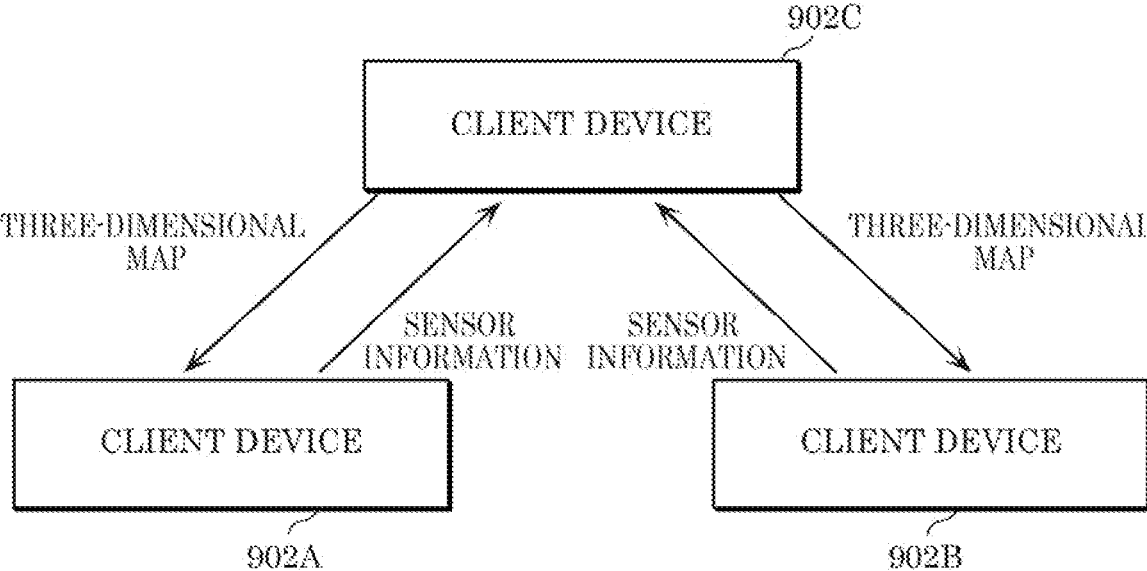 902C
CLIENT DEVICE
THREE-DIMENSIONAL
MAP
THREE-DIMENSIONAL
MAP
SENSOR
INFORMATION
SENSOR
INFORMATION
CLIENT DEVICE
CLIENT DEVICE
902A
902B